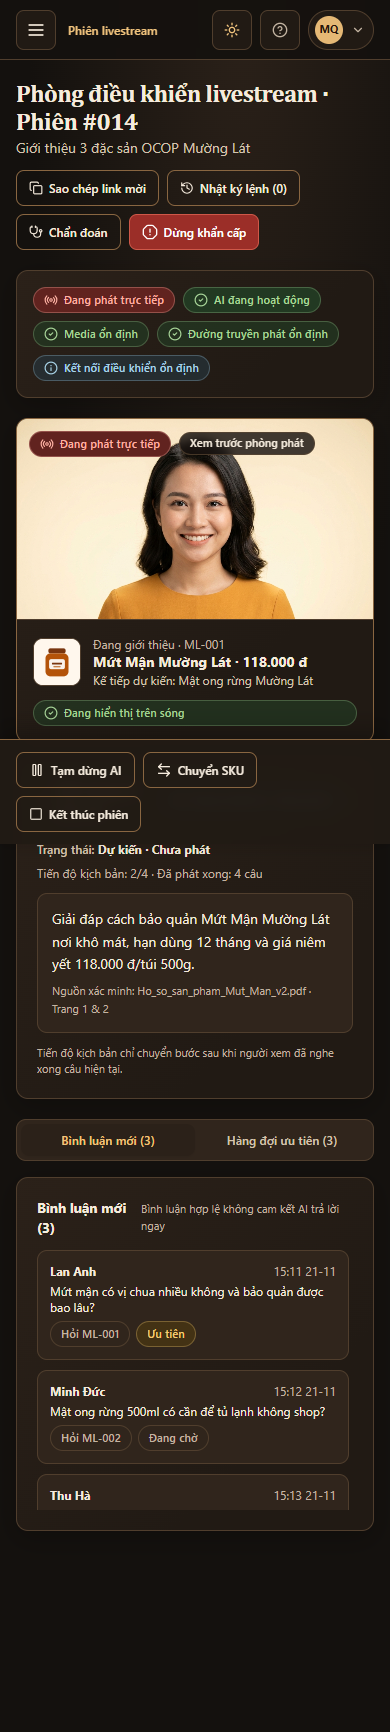 Phiên livestream
MQ
Phòng điều khiển livestream ·
Phiên #014
Giới thiệu 3 đặc sản OCOP Mường Lát
Sao chép link mời
Nhật ký lệnh (0)
Chẩn đoán
Dừng khẩn cấp
Đang phát trực tiếp
AI đang hoạt động
Media ổn định
Đường truyền phát ổn định
Kết nối điều khiển ổn định
Đang phát trực tiếp
Xem trước phòng phát
Đang giới thiệu · ML-001
Mứt Mận Mường Lát · 118.000 đ
Kế tiếp dự kiến: Mật ong rừng Mường Lát
Đang hiển thị trên sóng
Tạm dừng AI
Chuyển SKU
Kết thúc phiên
Trạng thái: Dự kiến · Chưa phát
Tiến độ kịch bản: 2/4 · Đã phát xong: 4 câu
Giải đáp cách bảo quản Mứt Mận Mường Lát
nơi khô mát, hạn dùng 12 tháng và giá niêm
yết 118.000 đ/túi 500g.
Nguồn xác minh: Ho_so_san_pham_Mut_Man_v2.pdf ·
Trang 1 & 2
Tiến độ kịch bản chỉ chuyển bước sau khi người xem đã nghe
xong câu hiện tại.
Bình luận mới (3)
Hàng đợi ưu tiên (3)
Bình luận mới
(3)
Bình luận hợp lệ không cam kết AI trả lời
ngay
Lan Anh
15:11 21-11
Mứt mận có vị chua nhiều không và bảo quản được
bao lâu?
Hỏi ML-001
Ưu tiên
Minh Đức
15:12 21-11
Mật ong rừng 500ml có cần để tủ lạnh không shop?
Hỏi ML-002
Đang chờ
Thu Hà
15:13 21-11